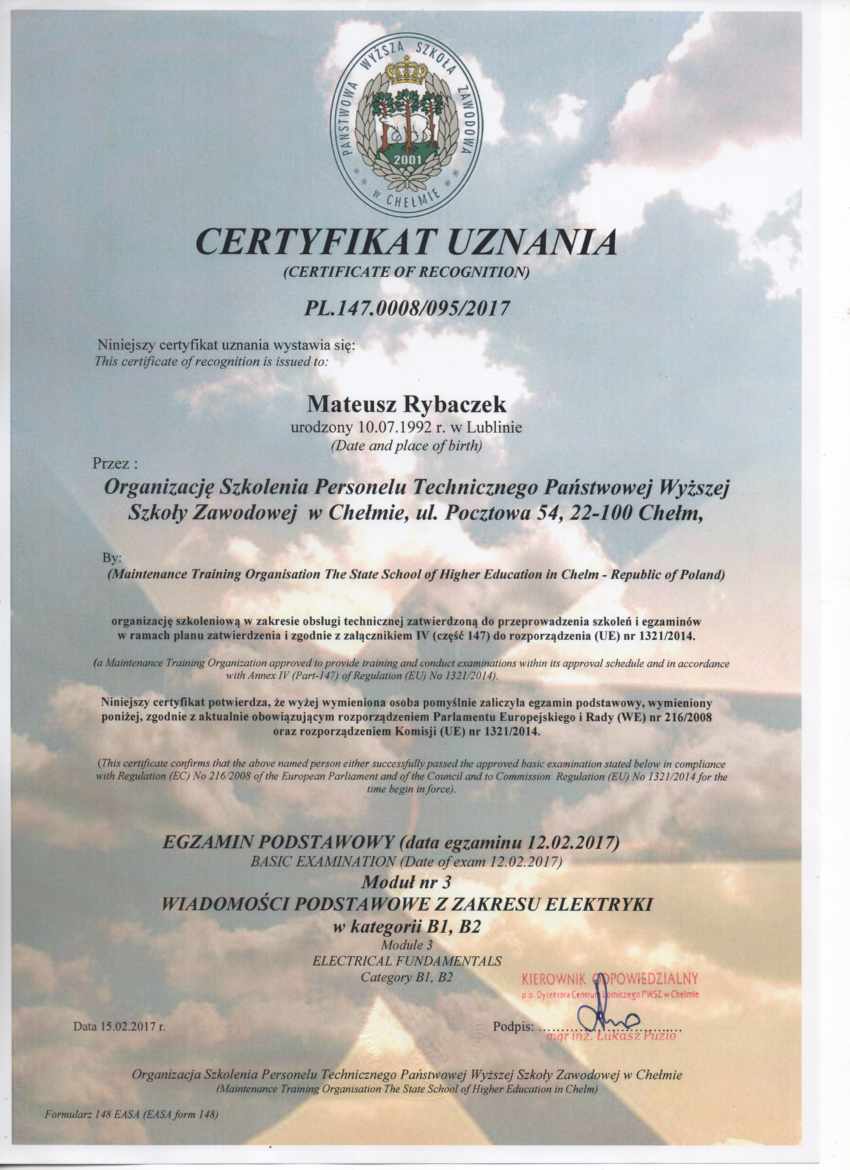 PAŃSTWOWA WYŻSZA SZKOŁA ZAWODOWA
w CHEŁMIE
2001
CERTYFIKAT UZNANIA
(CERTIFICATE OF RECOGNITION)
PL.147.0008/095/2017
Niniejszy certyfikat uznania wystawia się:
This certificate of recognition is issued to:
Mateusz Rybaczek
urodzony 10.07.1992 r. w Lublinie
(Date and place of birth)
Przez :
Organizację Szkolenia Personelu Technicznego Państwowej Wyższej
Szkoły Zawodowej w Chełmie, ul. Pocztowa 54, 22-100 Chełm,
By:
(Maintenance Training Organisation The State School of Higher Education in Chelm - Republic of Poland)
organizację szkoleniową w zakresie obsługi technicznej zatwierdzoną do przeprowadzenia szkoleń i egzaminów
w ramach planu zatwierdzenia i zgodnie z załącznikiem IV (część 147) do rozporządzenia (UE) nr 1321/2014.
(a Maintenance Training Organization approved to provide training and conduct examinations within its approval schedule and in accordance
with Annex IV (Part-147) of Regulation (EU) No 1321/2014).
Niniejszy certyfikat potwierdza, że wyżej wymieniona osoba pomyślnie zaliczyła egzamin podstawowy, wymieniony
poniżej, zgodnie z aktualnie obowiązującym rozporządzeniem Parlamentu Europejskiego i Rady (WE) nr 216/2008
oraz rozporządzeniem Komisji (UE) nr 1321/2014.
(This certificate confirms that the above named person either successfully passed the approved basic examination stated below in compliance
with Regulation (EC) No 216/2008 of the European Parliament and of the Council and to Commission Regulation (EU) No 1321/2014 for the
time begin in force).
EGZAMIN PODSTAWOWY (data egzaminu 12.02.2017)
BASIC EXAMINATION (Date of exam 12.02.2017)
Moduł nr 3
WIADOMOŚCI PODSTAWOWE Z ZAKRESU ELEKTRYKI
w kategorii B1, B2
Module 3
ELECTRICAL FUNDAMENTALS
Category B1, B2
KIEROWNIK ODPOWIEDZIALNY
p.o. Dyrektora Centrum Lotniczego PWSZ w Chełmie
Data 15.02.2017 r.
Podpis: ..............................
mgr inż. Łukasz Puzio
Organizacja Szkolenia Personelu Technicznego Państwowej Wyższej Szkoły Zawodowej w Chełmie
(Maintenance Training Organisation The State School of Higher Education in Chelm)
Formularz 148 EASA (EASA form 148)